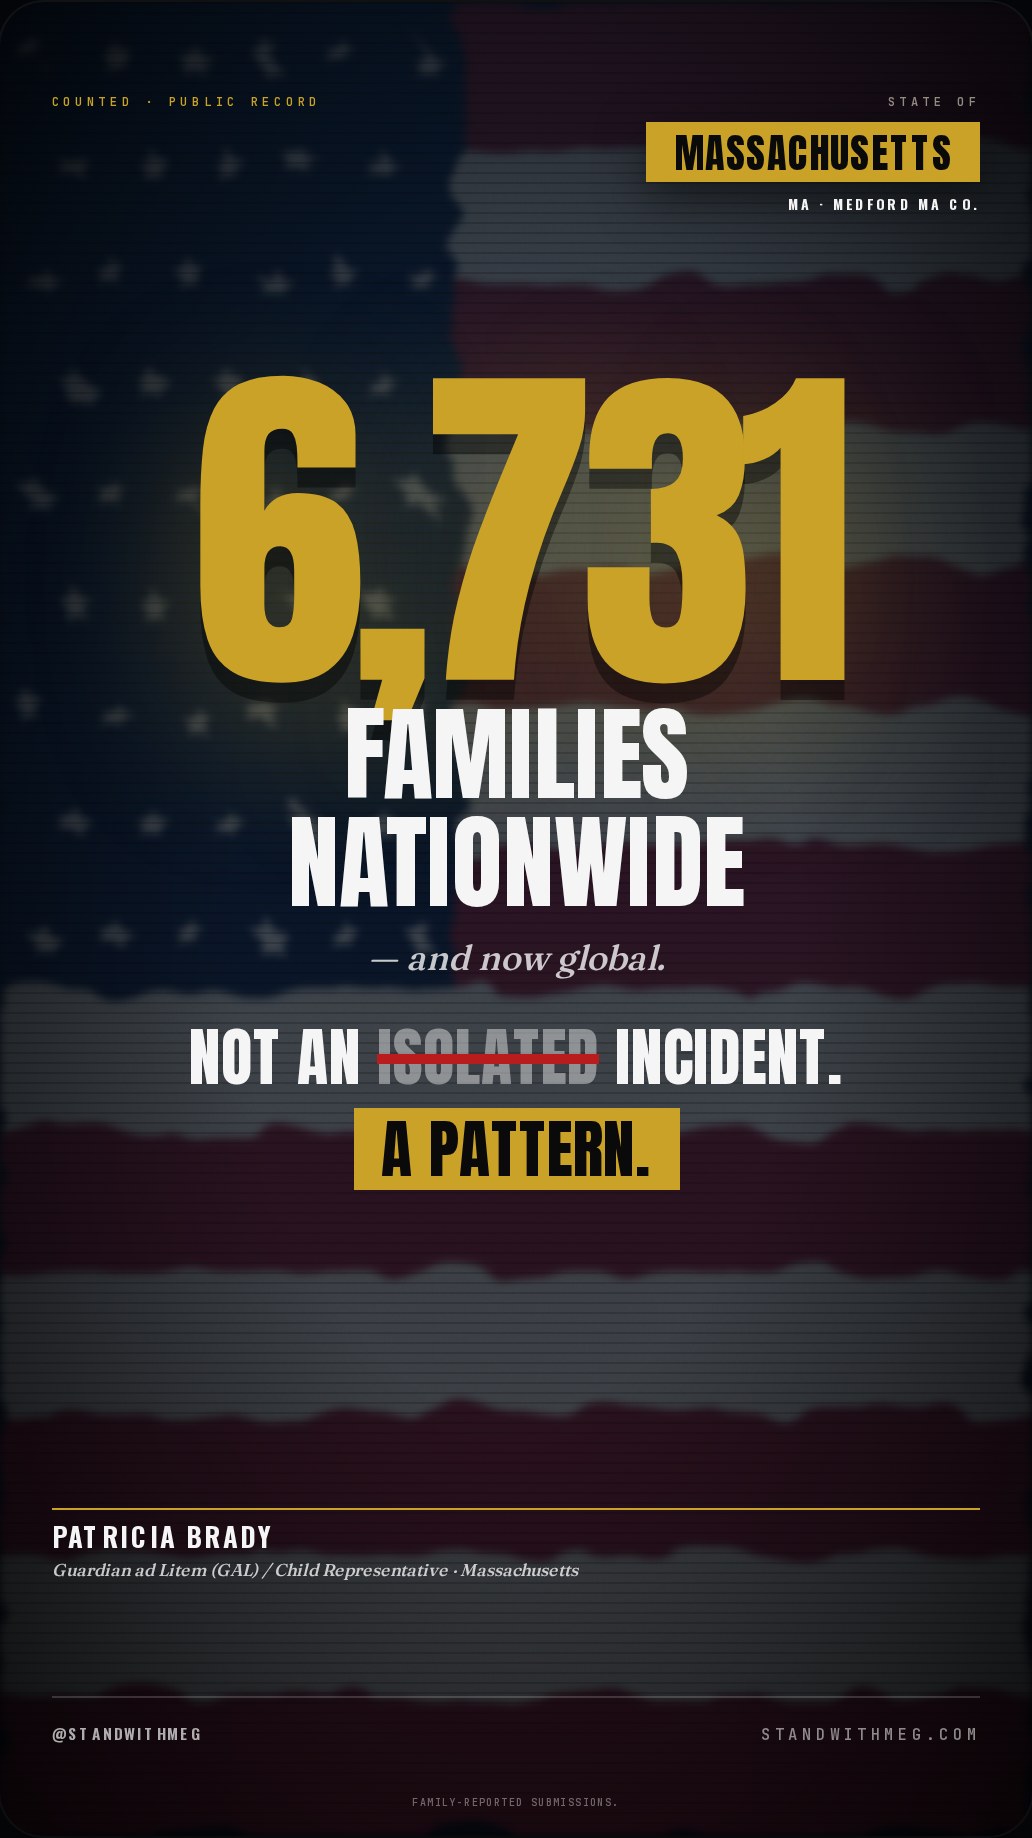 COUNTED · PUBLIC RECORD
STATE OF
MASSACHUSETTS
MA · MEDFORD MA CO.
6,731
FAMILIES
NATIONWIDE
— and now global.
NOT AN ISOLATED INCIDENT.
A PATTERN.
PATRICIA BRADY
Guardian ad Litem (GAL) / Child Representative · Massachusetts
@STANDWITHMEG
STANDWITHMEG.COM
FAMILY-REPORTED SUBMISSIONS.